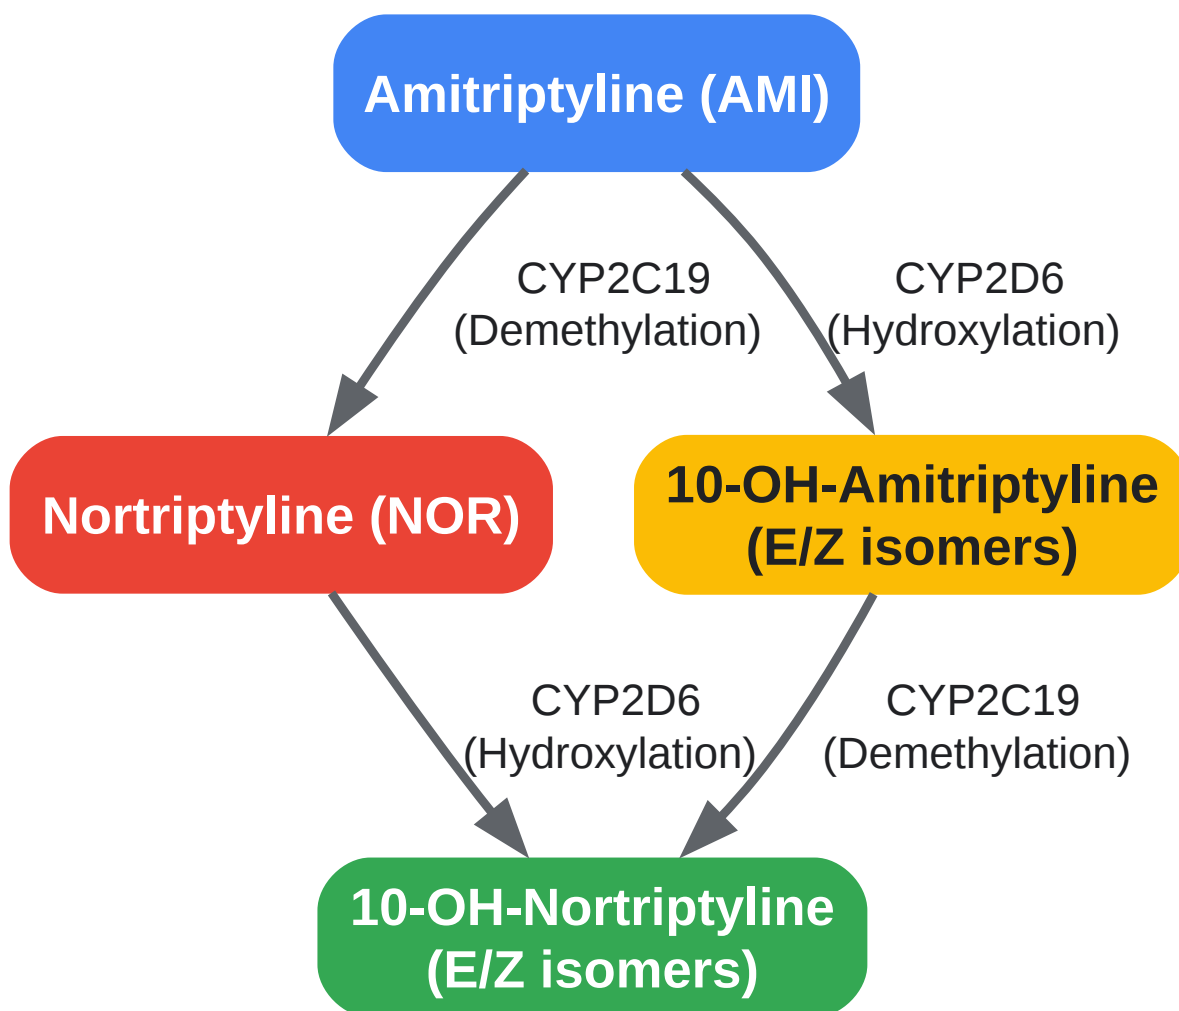 Amitriptyline (AMI)
CYP2C19
(Demethylation)
CYP2D6
(Hydroxylation)
Nortriptyline (NOR)
10-OH-Amitriptyline
(E/Z isomers)
CYP2D6
(Hydroxylation)
CYP2C19
(Demethylation)
10-OH-Nortriptyline
(E/Z isomers)